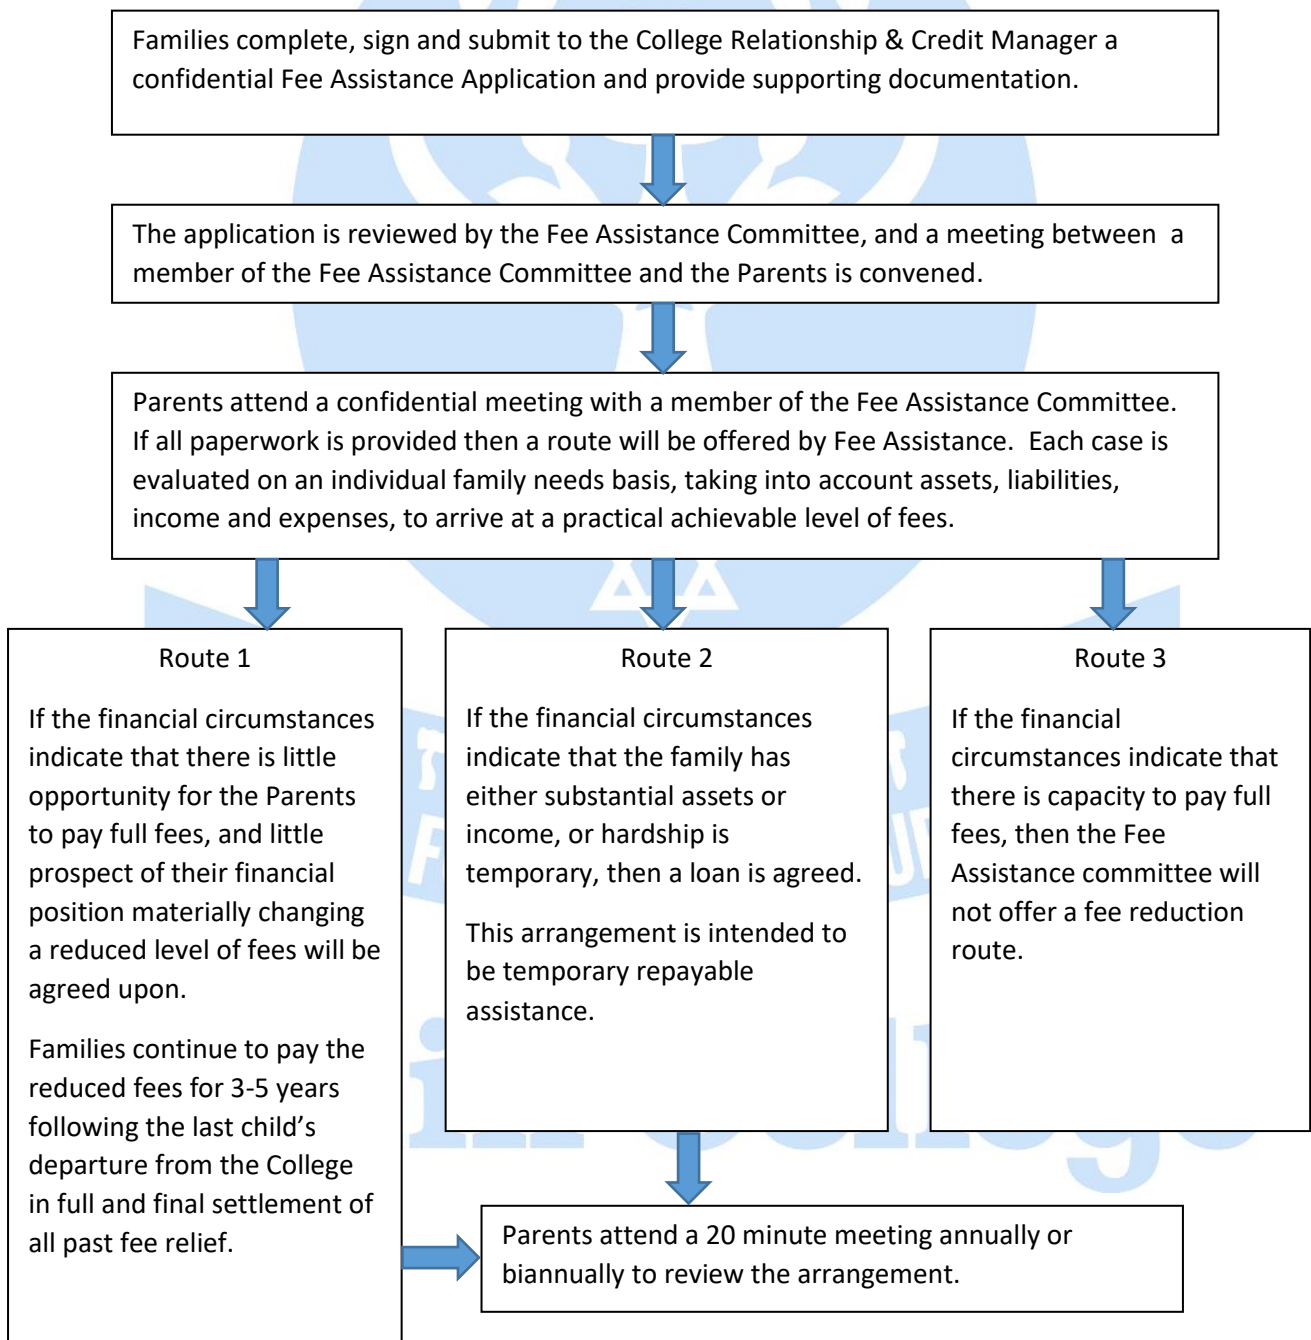 Families complete, sign and submit to the College Relationship & Credit Manager a
confidential Fee Assistance Application and provide supporting documentation.
The application is reviewed by the Fee Assistance Committee, and a meeting between a
member of the Fee Assistance Committee and the Parents is convened.
Parents attend a confidential meeting with a member of the Fee Assistance Committee.
If all paperwork is provided then a route will be offered by Fee Assistance. Each case is
evaluated on an individual family needs basis, taking into account assets, liabilities,
income and expenses, to arrive at a practical achievable level of fees.
Route 1
If the financial circumstances
indicate that there is little
opportunity for the Parents
to pay full fees, and little
prospect of their financial
position materially changing
a reduced level of fees will be
agreed upon.
Families continue to pay the
reduced fees for 3-5 years
following the last child's
departure from the College
in full and final settlement of
all past fee relief.
Route 2
If the financial circumstances
indicate that the family has
either substantial assets or
income, or hardship is
temporary, then a loan is agreed.
This arrangement is intended to
be temporary repayable
assistance.
Route 3
If the financial
circumstances indicate that
there is capacity to pay full
fees, then the Fee
Assistance committee will
not offer a fee reduction
route.
Parents attend a 20 minute meeting annually or
biannually to review the arrangement.